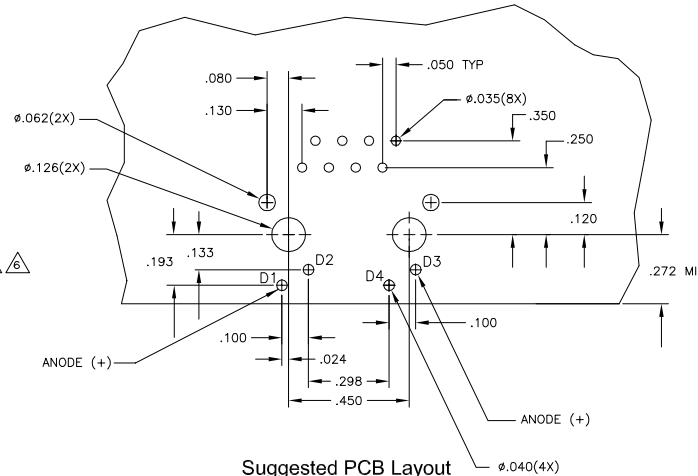 .050 TYP
.080
ø.035(8X)
.130
.350
ø.062(2X)
.250
ø.126(2X)
.120
.193
.133
6
D2
D3
.272 MI
D1
D4
.100
.100
ANODE (+)
.024
.298
.450
ANODE (+)
Suggested PCB Layout
ø.040(4X)